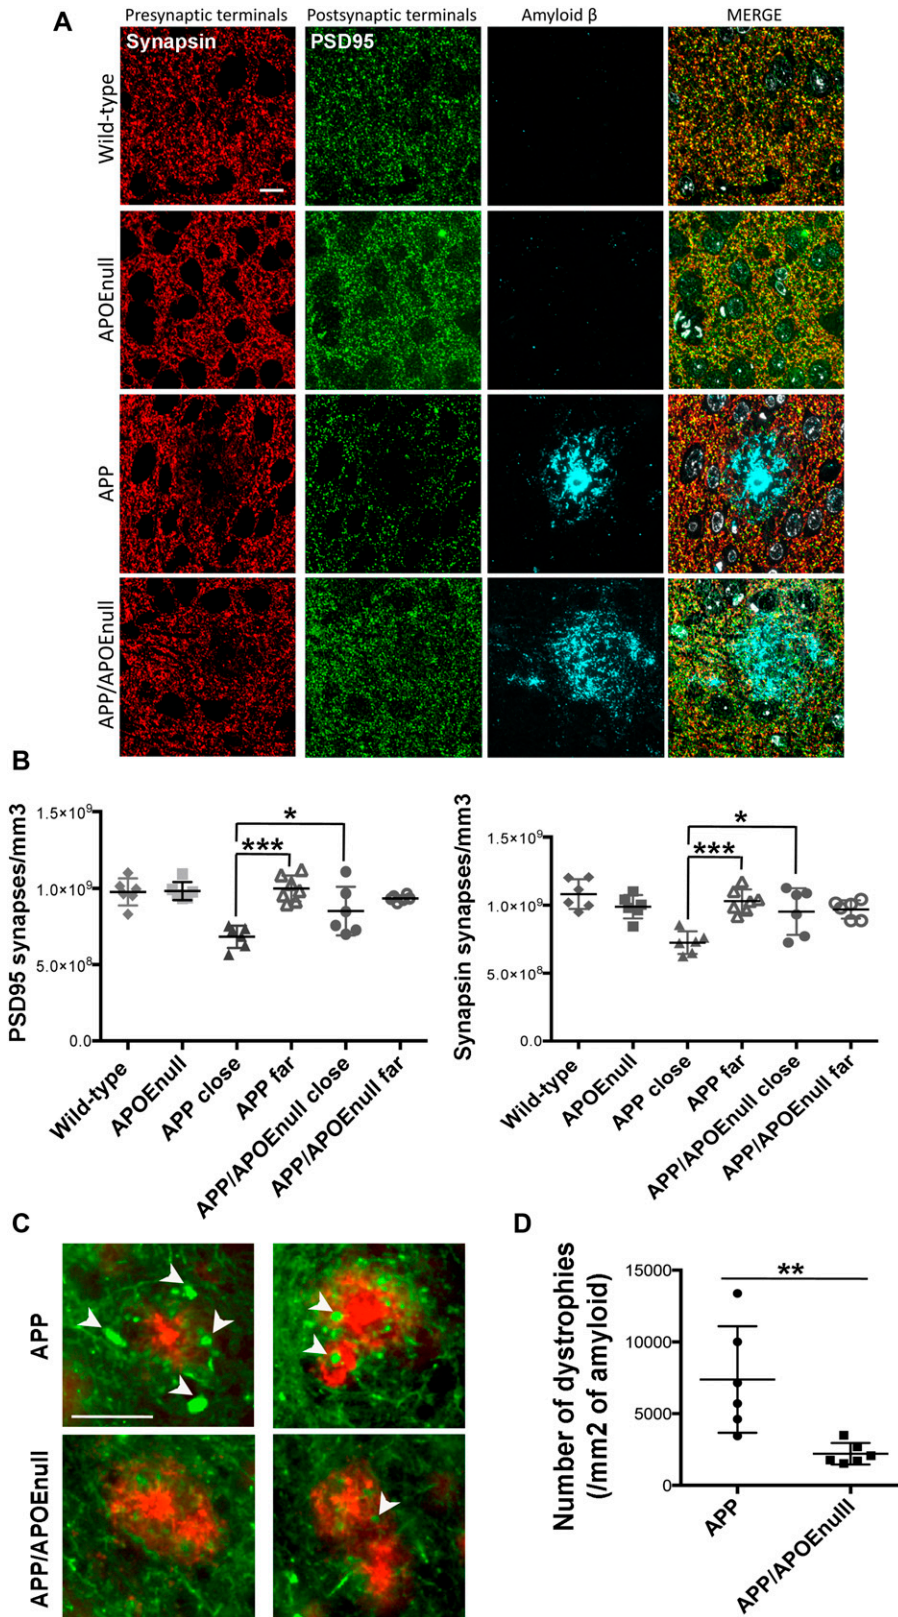 A
Presynaptic terminals Postsynaptic terminals Amyloid β MERGE
Synapsin PSD95
Wild-type
APOEnull
APP
APP/APOEnull
B
PSD95 synapses/mm3
1.5×10⁹
1.0×10⁹
5.0×10⁸
0.0
***
*
Wild-type
APOEnull
APP close
APP far
APP/APOEnull close
APP/APOEnull far
Synapsin synapses/mm3
1.5×10⁹
1.0×10⁹
5.0×10⁸
0.0
***
*
Wild-type
APOEnull
APP close
APP far
APP/APOEnull close
APP/APOEnull far
C
APP
APP/APOEnull
D
Number of dystrophies
(/mm2 of amyloid)
15000
10000
5000
0
**
APP
APP/APOEnulll